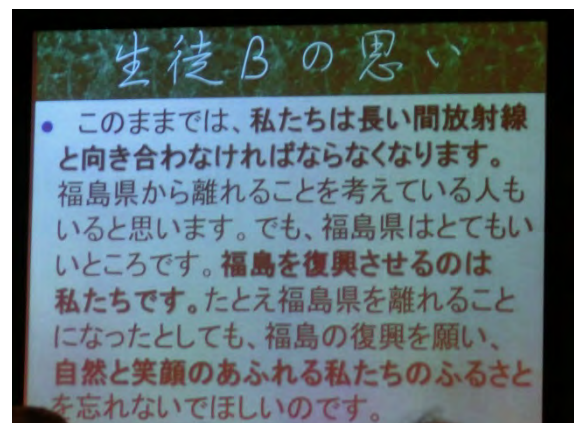 生徒Bの思い
• このままでは、私たちは長い間放射線
と向き合わなければならなくなります。
福島県から離れることを考えている人も
いると思います。でも、福島県はとてもい
いところです。福島を復興させるのは
私たちです。たとえ福島県を離れること
になったとしても、福島の復興を願い、
自然と笑顔のあふれる私たちのふるさと
を忘れないでほしいのです。